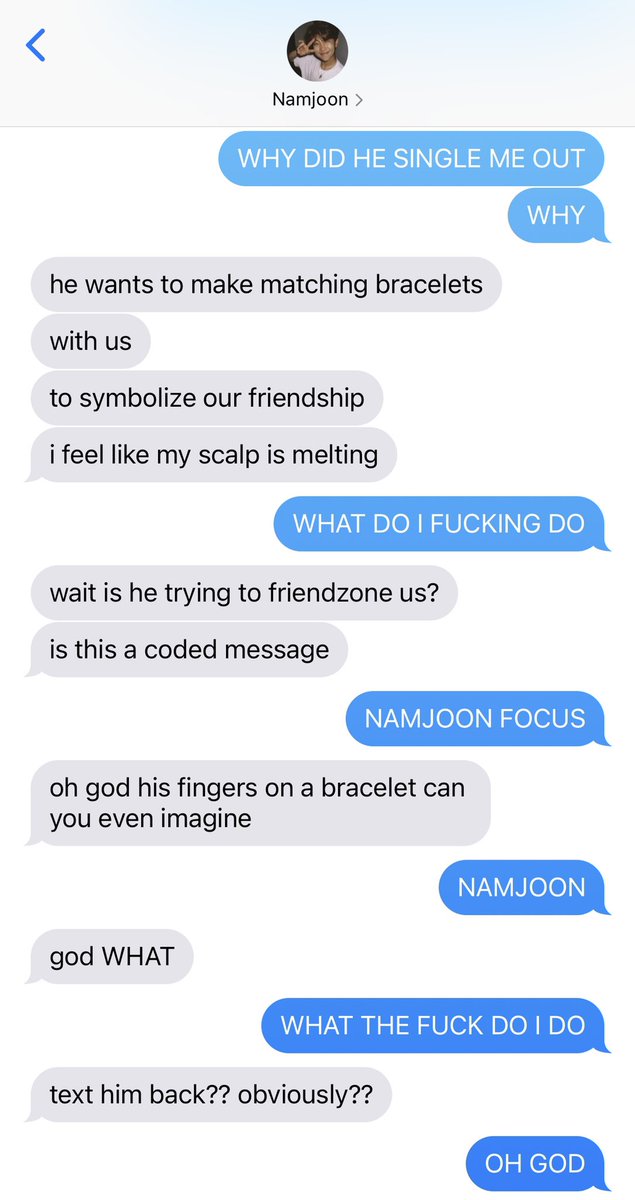 Namjoon
WHY DID HE SINGLE ME OUT
WHY
he wants to make matching bracelets
with us
to symbolize our friendship
i feel like my scalp is melting
WHAT DO I FUCKING DO
wait is he trying to friendzone us?
is this a coded message
NAMJOON FOCUS
oh god his fingers on a bracelet can
you even imagine
NAMJOON
god WHAT
WHAT THE FUCK DO I DO
text him back?? obviously??
OH GOD